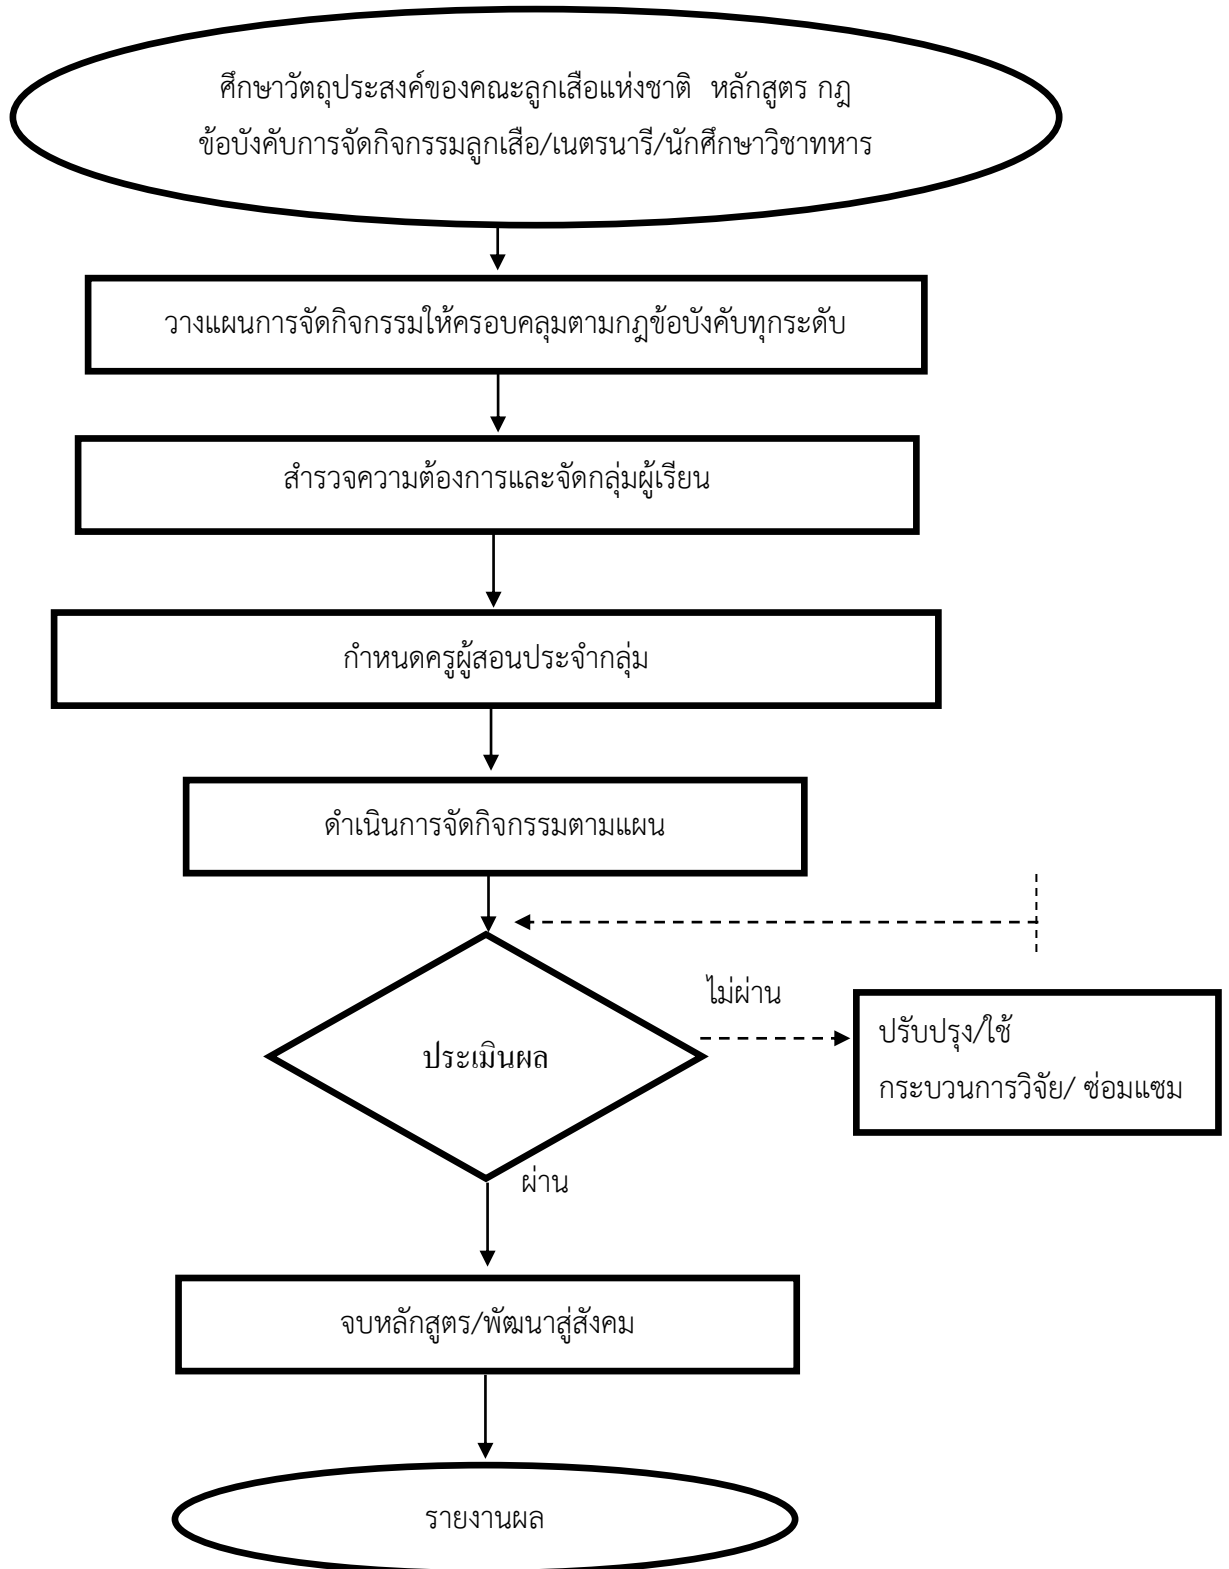 ศึกษาวัตถุประสงค์ของคณะลูกเสือแห่งชาติ  หลักสูตร กฎ
ข้อบังคับการจัดกิจกรรมลูกเสือ/เนตรนารี/นักศึกษาวิชาทหาร
วางแผนการจัดกิจกรรมให้ครอบคลุมตามกฎข้อบังคับทุกระดับ
สำรวจความต้องการและจัดกลุ่มผู้เรียน
กำหนดครูผู้สอนประจำกลุ่ม
ดำเนินการจัดกิจกรรมตามแผน
ไม่ผ่าน
ประเมินผล
ปรับปรุง/ใช้
กระบวนการวิจัย/ ซ่อมแซม
ผ่าน
จบหลักสูตร/พัฒนาสู่สังคม
รายงานผล